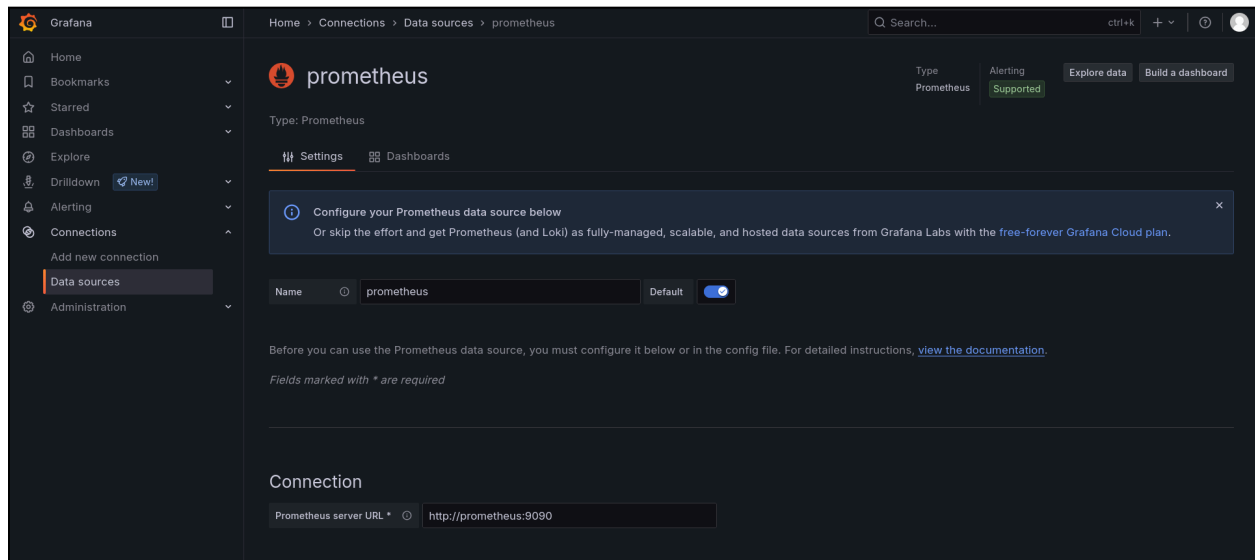 Grafana
Home > Connections > Data sources > prometheus
Search...
ctrl+k
Home
Bookmarks
Starred
Dashboards
Explore
Drilldown New!
Alerting
Connections
Add new connection
Data sources
Administration
prometheus
Type
Prometheus
Alerting
Supported
Explore data
Build a dashboard
Type: Prometheus
Settings
Dashboards
Configure your Prometheus data source below
Or skip the effort and get Prometheus (and Loki) as fully-managed, scalable, and hosted data sources from Grafana Labs with the free-forever Grafana Cloud plan.
Name prometheus Default
Before you can use the Prometheus data source, you must configure it below or in the config file. For detailed instructions, view the documentation.
Fields marked with * are required
Connection
Prometheus server URL * http://prometheus:9090